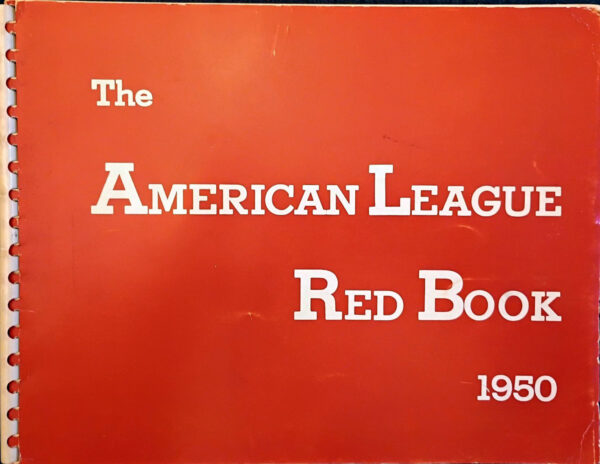 The
AMERICAN LEAGUE
RED BOOK
1950